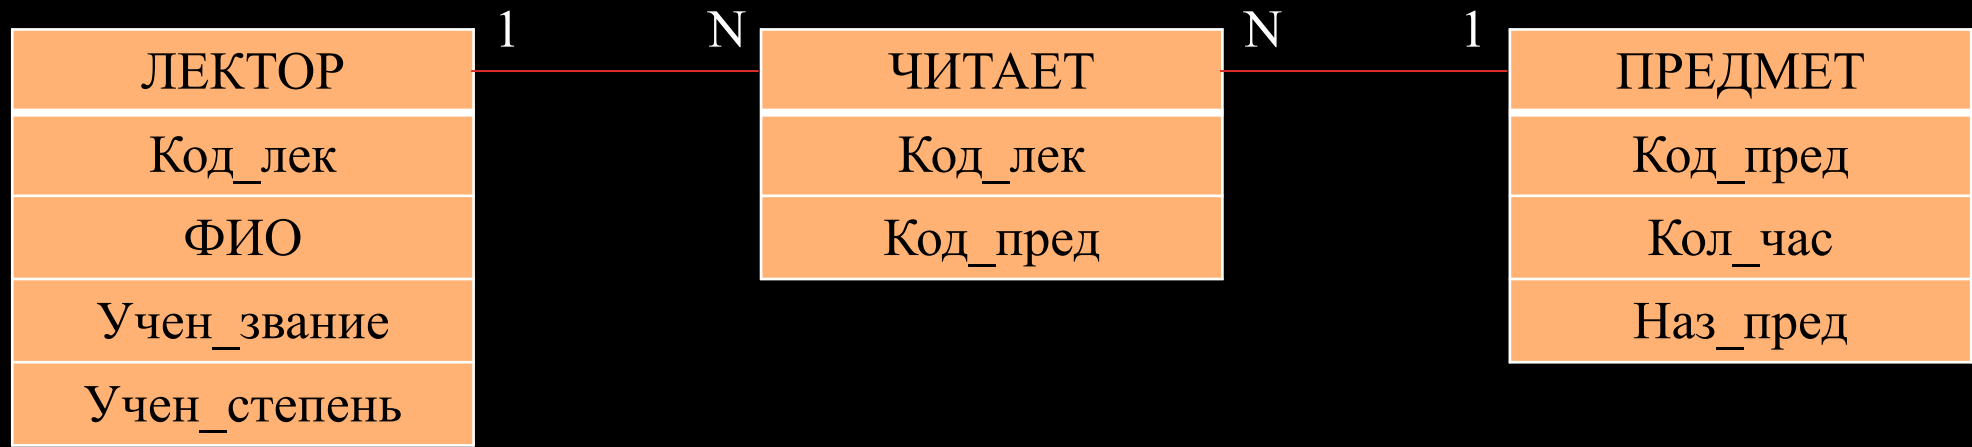 1 N N 1
ЛЕКТОР ЧИТАЕТ ПРЕДМЕТ
Код_лек Код_лек Код_пред
ФИО Код_пред Кол_час
Учен_звание Наз_пред
Учен_степень